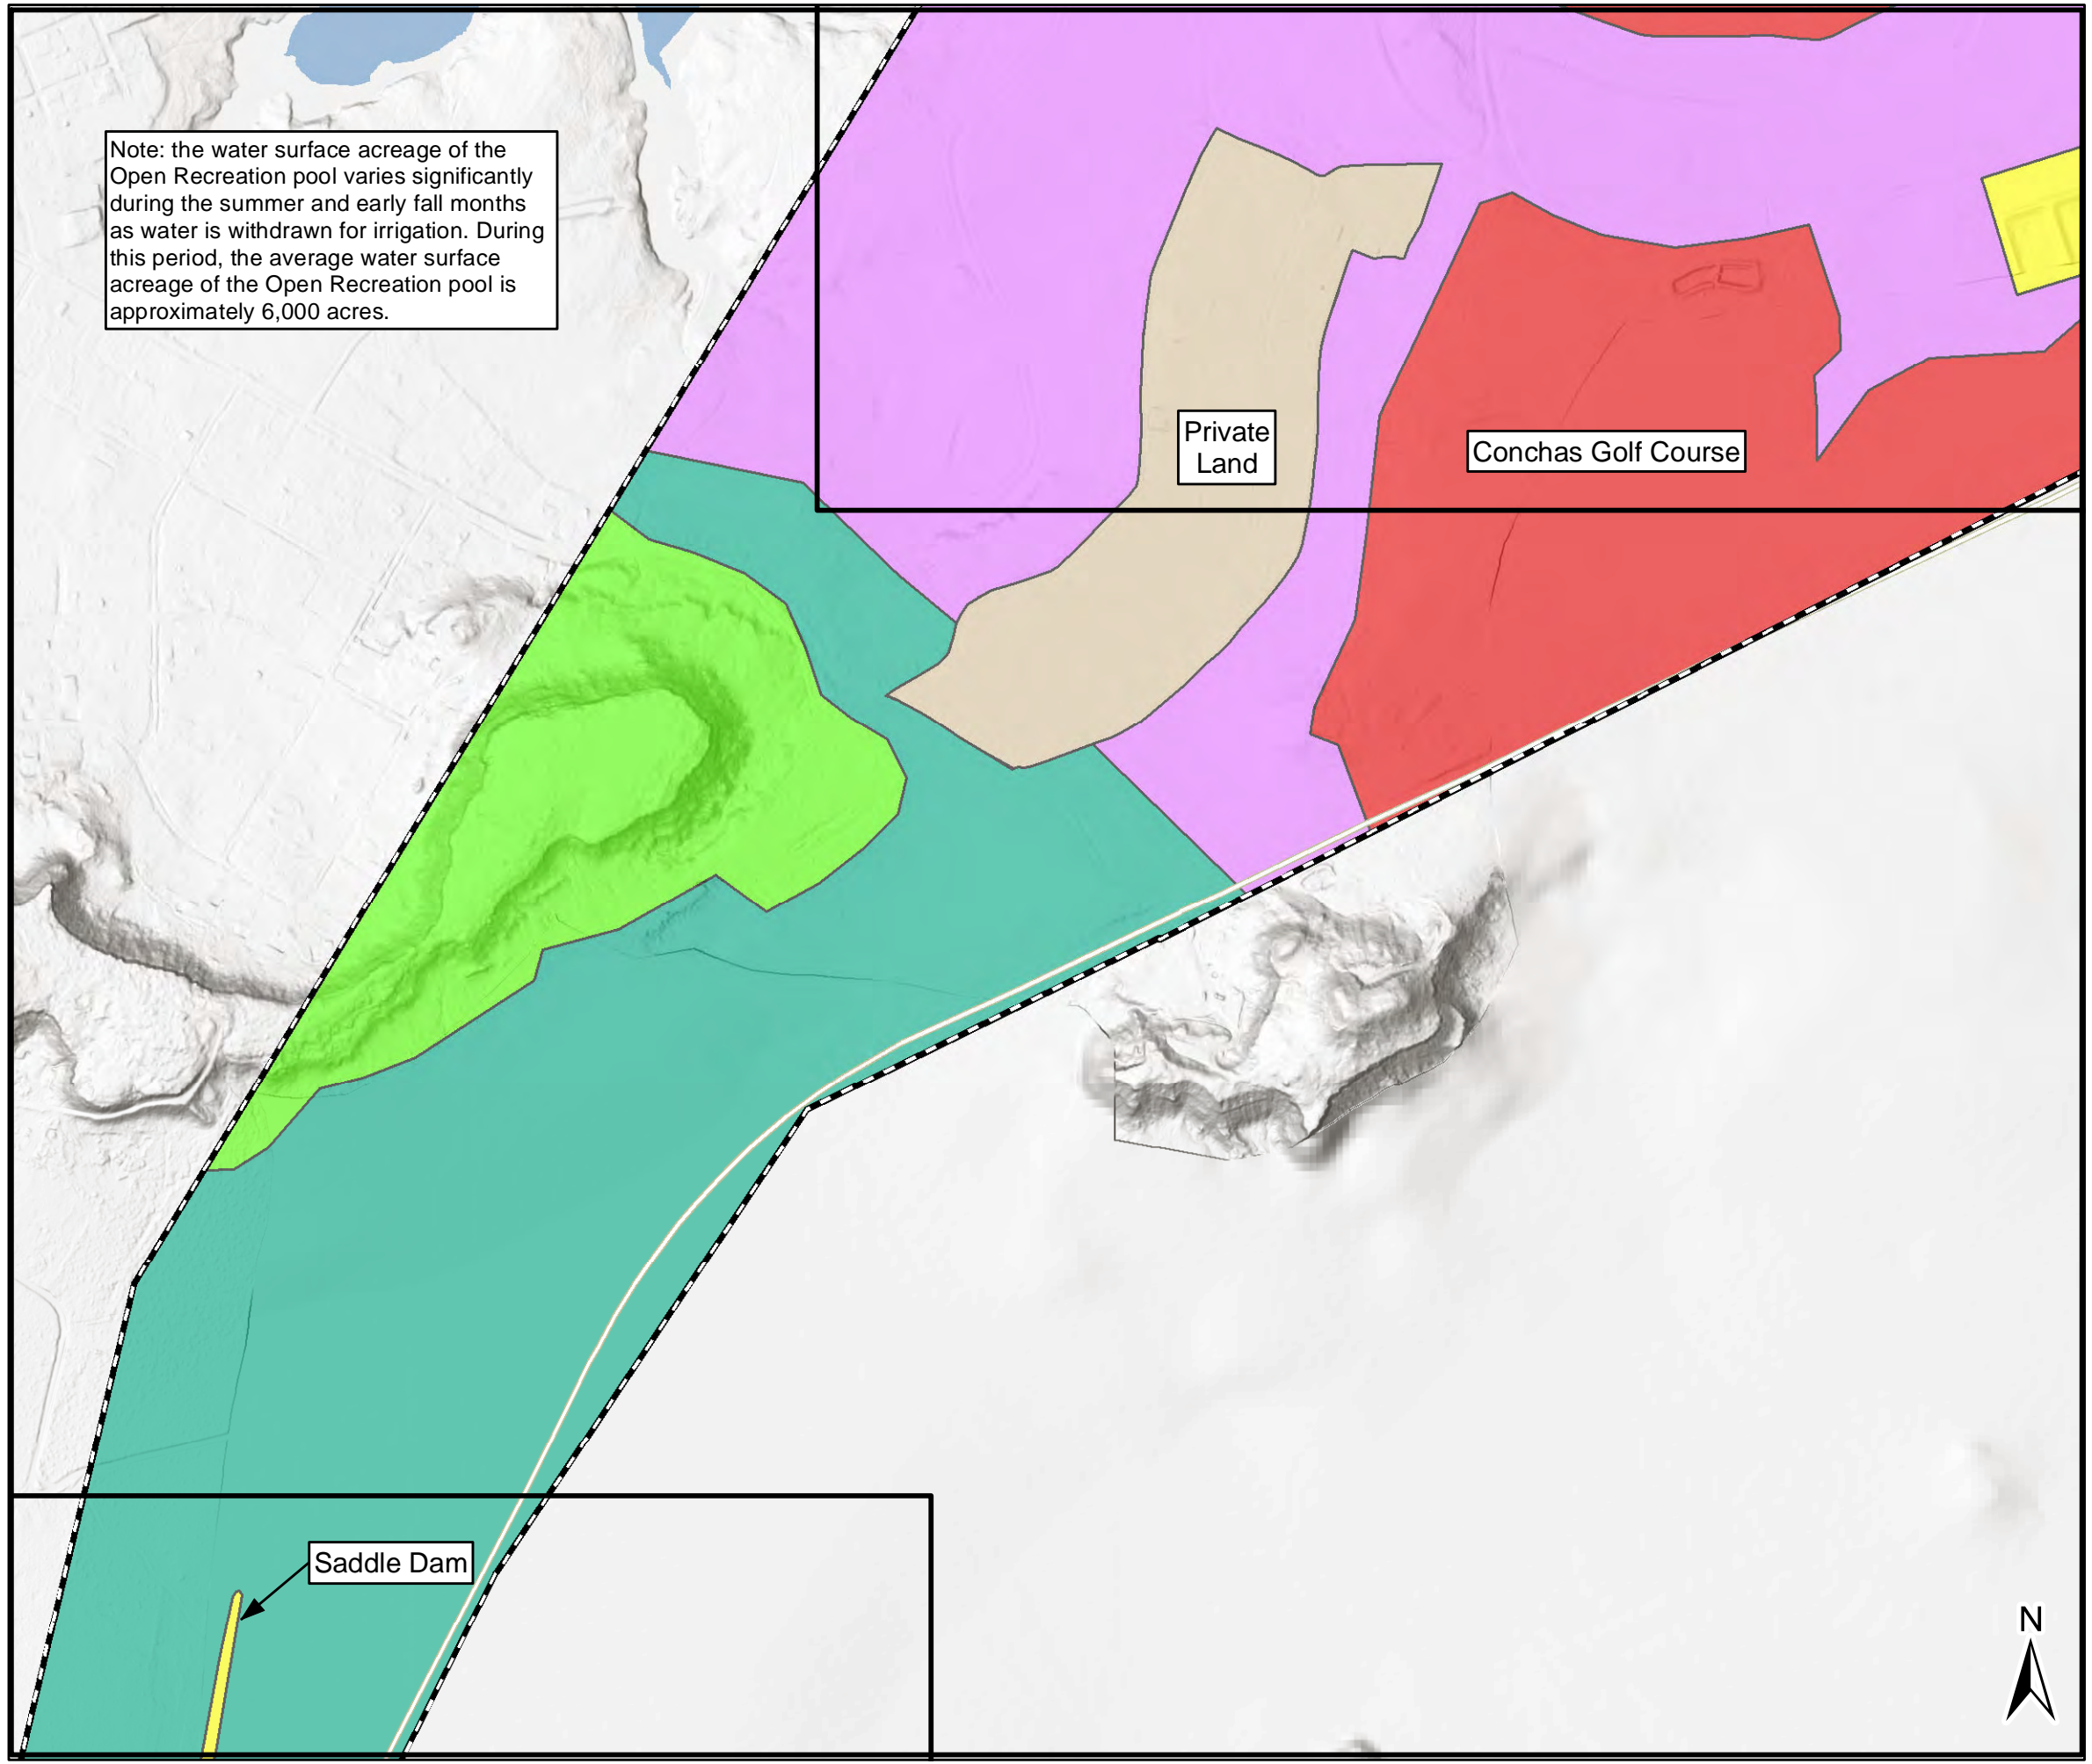 Note: the water surface acreage of the
Open Recreation pool varies significantly
during the summer and early fall months
as water is withdrawn for irrigation. During
this period, the average water surface
acreage of the Open Recreation pool is
approximately 6,000 acres.
Private
Land
Conchas Golf Course
Saddle Dam
N